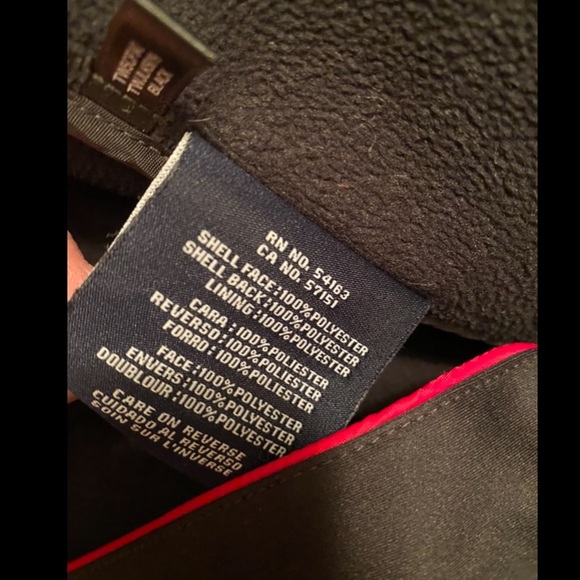 BLACK
RN NO. 54163
CA NO. 57151
SHELL FACE:100%POLYESTER
SHELL BACK:100%POLYESTER
LINING:100%POLYESTER
CARA:100%POLIESTER
REVERSO:100%POLIESTER
FORRO:100%POLIESTER
FACE:100%POLYESTER
ENVERS:100%POLYESTER
DOUBLOUR:100%POLYESTER
CARE ON REVERSE
CUIDADO AL REVERSO
SOIN SUR L'INVERSE